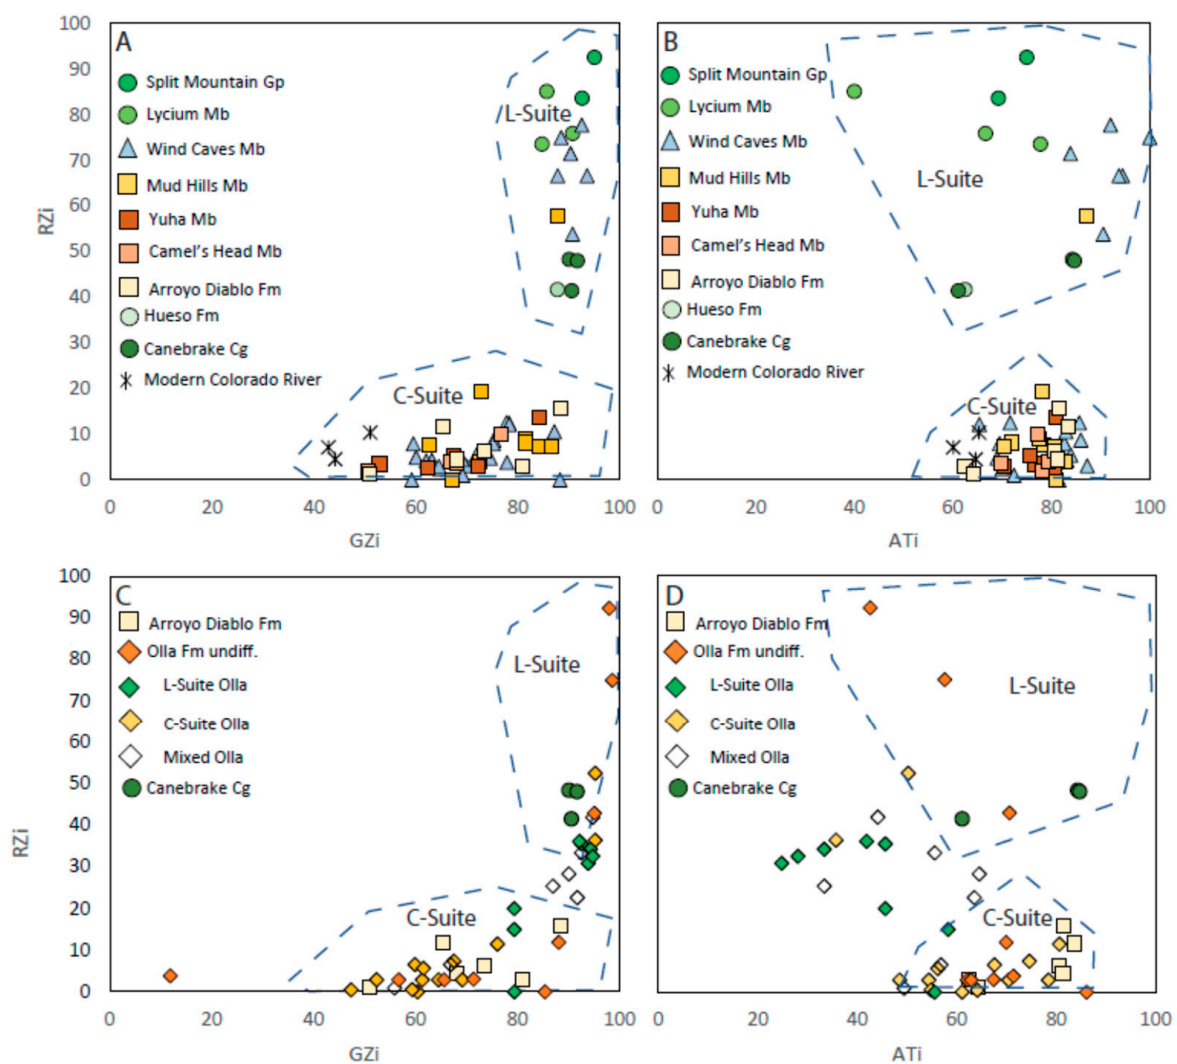 A
B
100
90
80
70
60
50
40
30
20
10
0
RZi
Split Mountain Gp
Lycium Mb
Wind Caves Mb
Mud Hills Mb
Yuha Mb
Camel's Head Mb
Arroyo Diablo Fm
Hueso Fm
Canebrake Cg
Modern Colorado River
L-Suite
C-Suite
0 20 40 60 80 100
GZi
Split Mountain Gp
Lycium Mb
Wind Caves Mb
Mud Hills Mb
Yuha Mb
Camel's Head Mb
Arroyo Diablo Fm
Hueso Fm
Canebrake Cg
Modern Colorado River
L-Suite
C-Suite
0 20 40 60 80 100
ATi
C
D
100
90
80
70
60
50
40
30
20
10
0
RZi
Arroyo Diablo Fm
Olla Fm undiff.
L-Suite Olla
C-Suite Olla
Mixed Olla
Canebrake Cg
L-Suite
C-Suite
0 20 40 60 80 100
GZi
Arroyo Diablo Fm
Olla Fm undiff.
L-Suite Olla
C-Suite Olla
Mixed Olla
Canebrake Cg
L-Suite
C-Suite
0 20 40 60 80 100
ATi